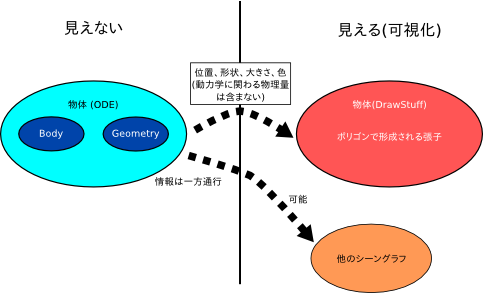 見えない
見える(可視化)
位置、形状、大きさ、色
(動力学に関わる物理量
は含まない)
物体 (ODE)
Body
Geometry
物体(DrawStuff)
ポリゴンで形成される張子
情報は一方通行
可能
他のシーングラフ